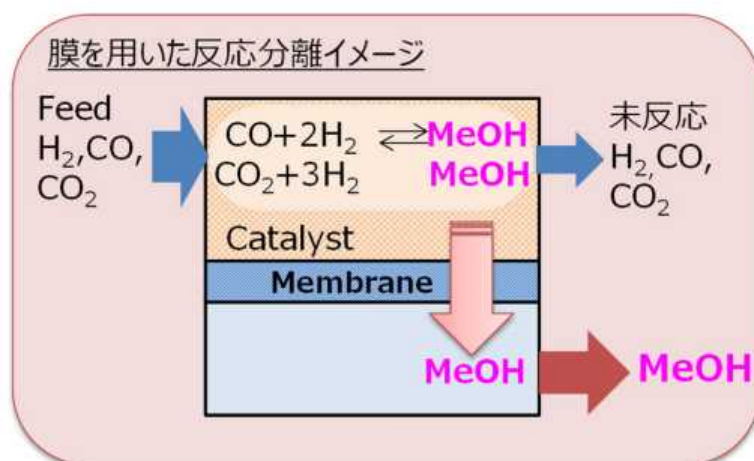 膜を用いた反応分離イメージ
Feed
H₂,CO,
CO₂
CO+2H₂ ⇄ MeOH
CO₂+3H₂ MeOH
Catalyst
Membrane
MeOH
未反応
H₂,CO,
CO₂
MeOH